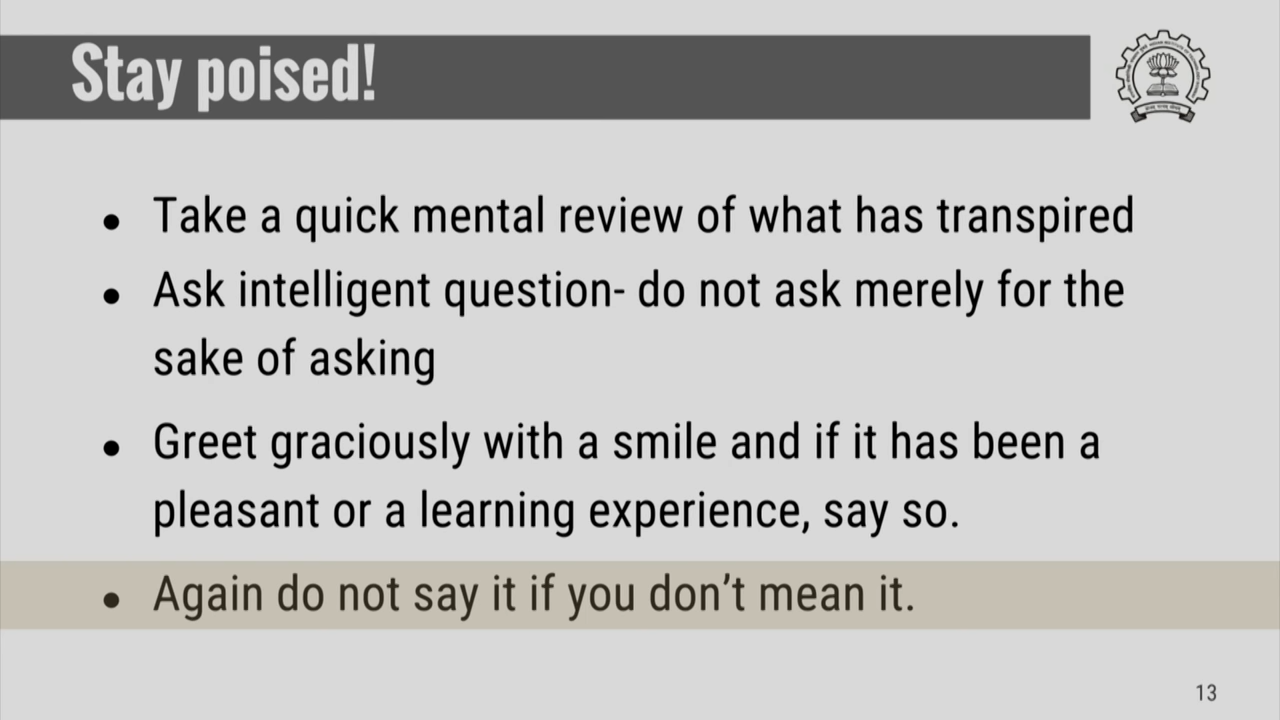 Stay poised!
● Take a quick mental review of what has transpired
● Ask intelligent question- do not ask merely for the
sake of asking
● Greet graciously with a smile and if it has been a
pleasant or a learning experience, say so.
● Again do not say it if you don’t mean it.
13